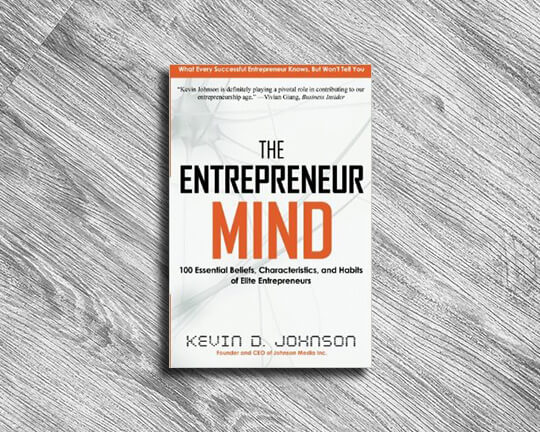 What Every Successful Entrepreneur Knows, But Won't Tell You
"Kevin Johnson is definitely playing a pivotal role in contributing to our
entrepreneurship age." —Vivian Giang, Business Insider
THE
ENTREPRENEUR
MIND
100 Essential Beliefs, Characteristics, and Habits
of Elite Entrepreneurs
KEVIN D. JOHNSON
Founder and CEO of Johnson Media Inc.